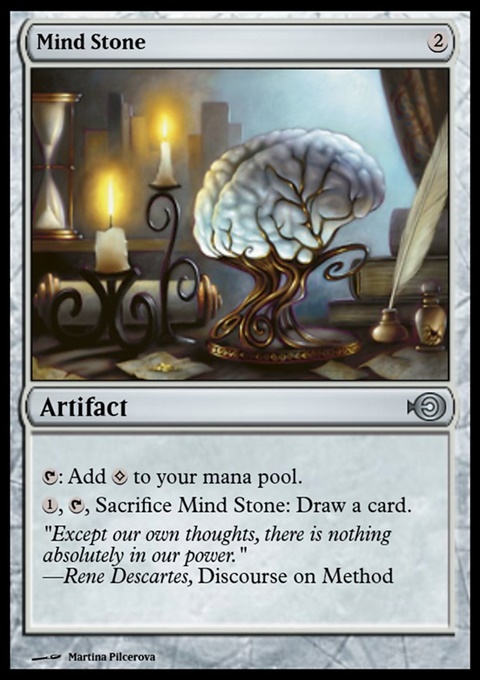 Mind Stone 2
Artifact
: Add to your mana pool.
1, , Sacrifice Mind Stone: Draw a card.
"Except our own thoughts, there is nothing
absolutely in our power."
—Rene Descartes, Discourse on Method
Martina Pilcerova